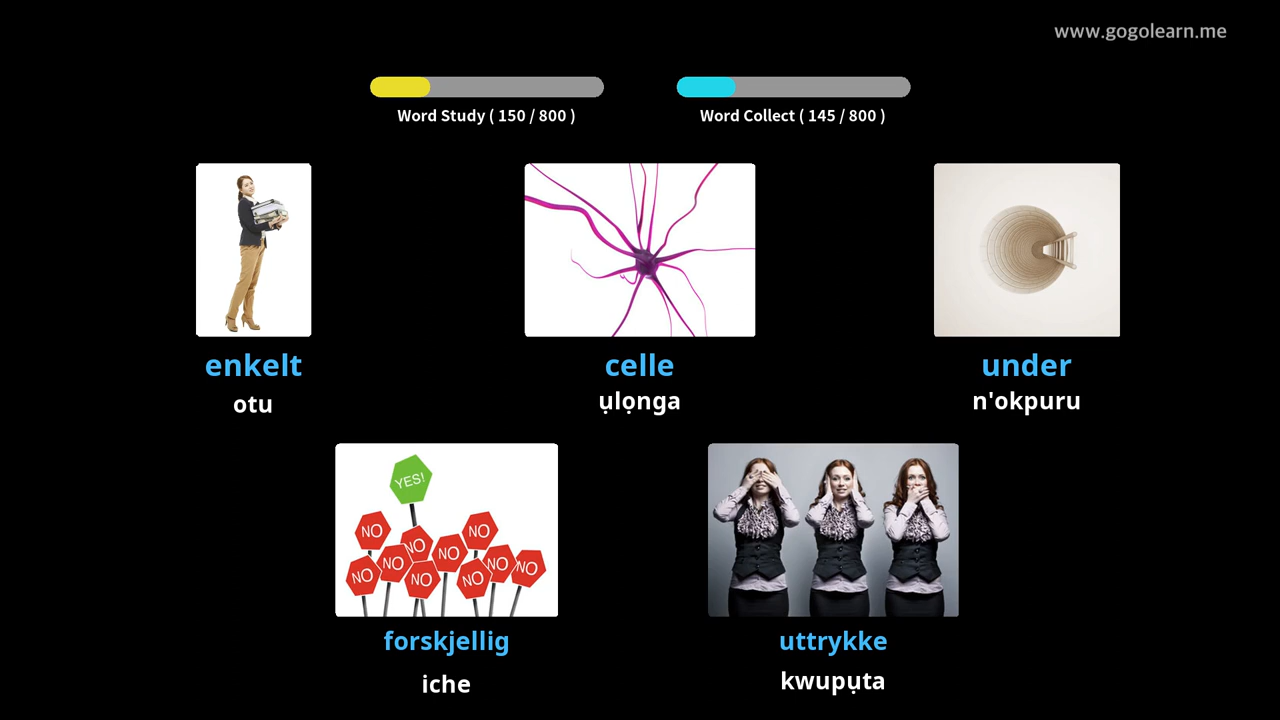 www.gogolearn.me
Word Study ( 150 / 800 )
Word Collect ( 145 / 800 )
enkelt
otu
celle
ụlọnga
under
n'okpuru
YES!
NO
NO
NO
NO
NO
NO
NO
NO
NO
NO
forskjellig
iche
uttrykke
kwupụta